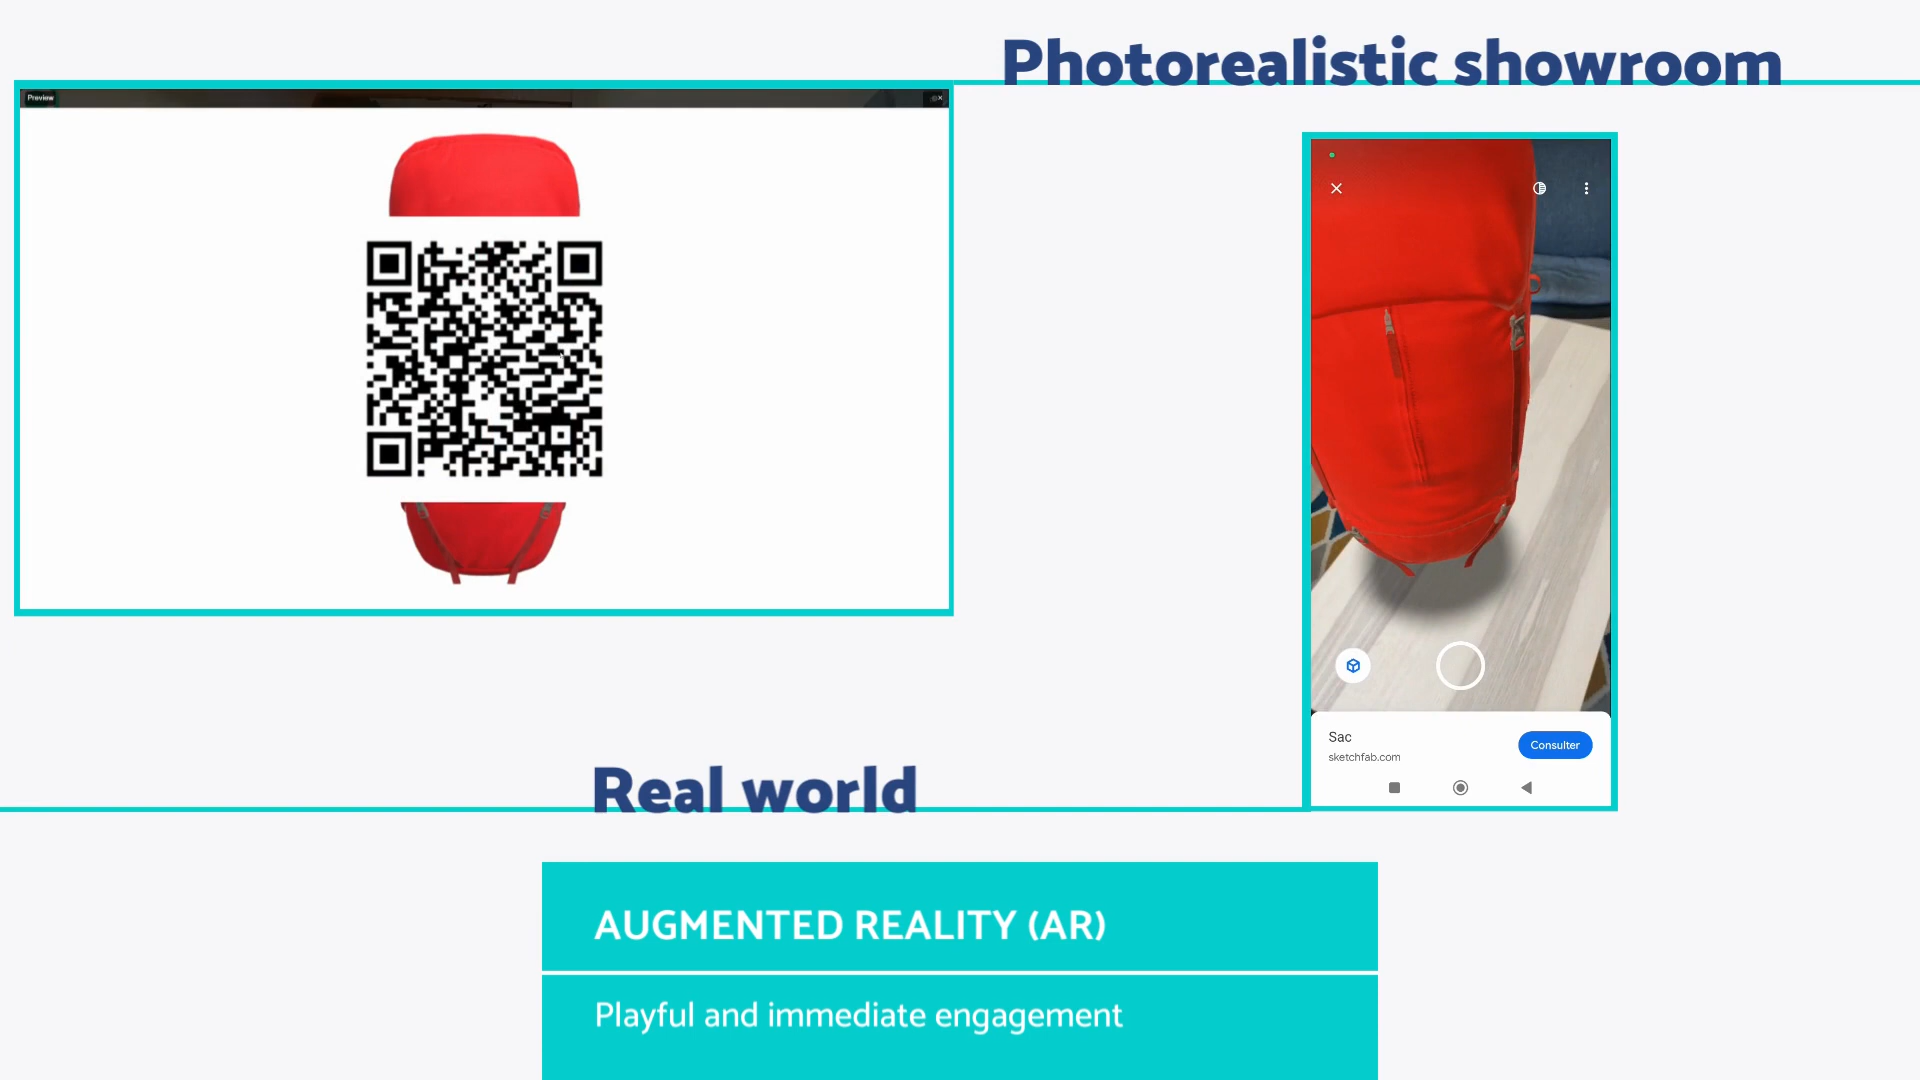 Photorealistic showroom
Preview
Sac
sketchfab.com
Consulter
Real world
AUGMENTED REALITY (AR)
Playful and immediate engagement